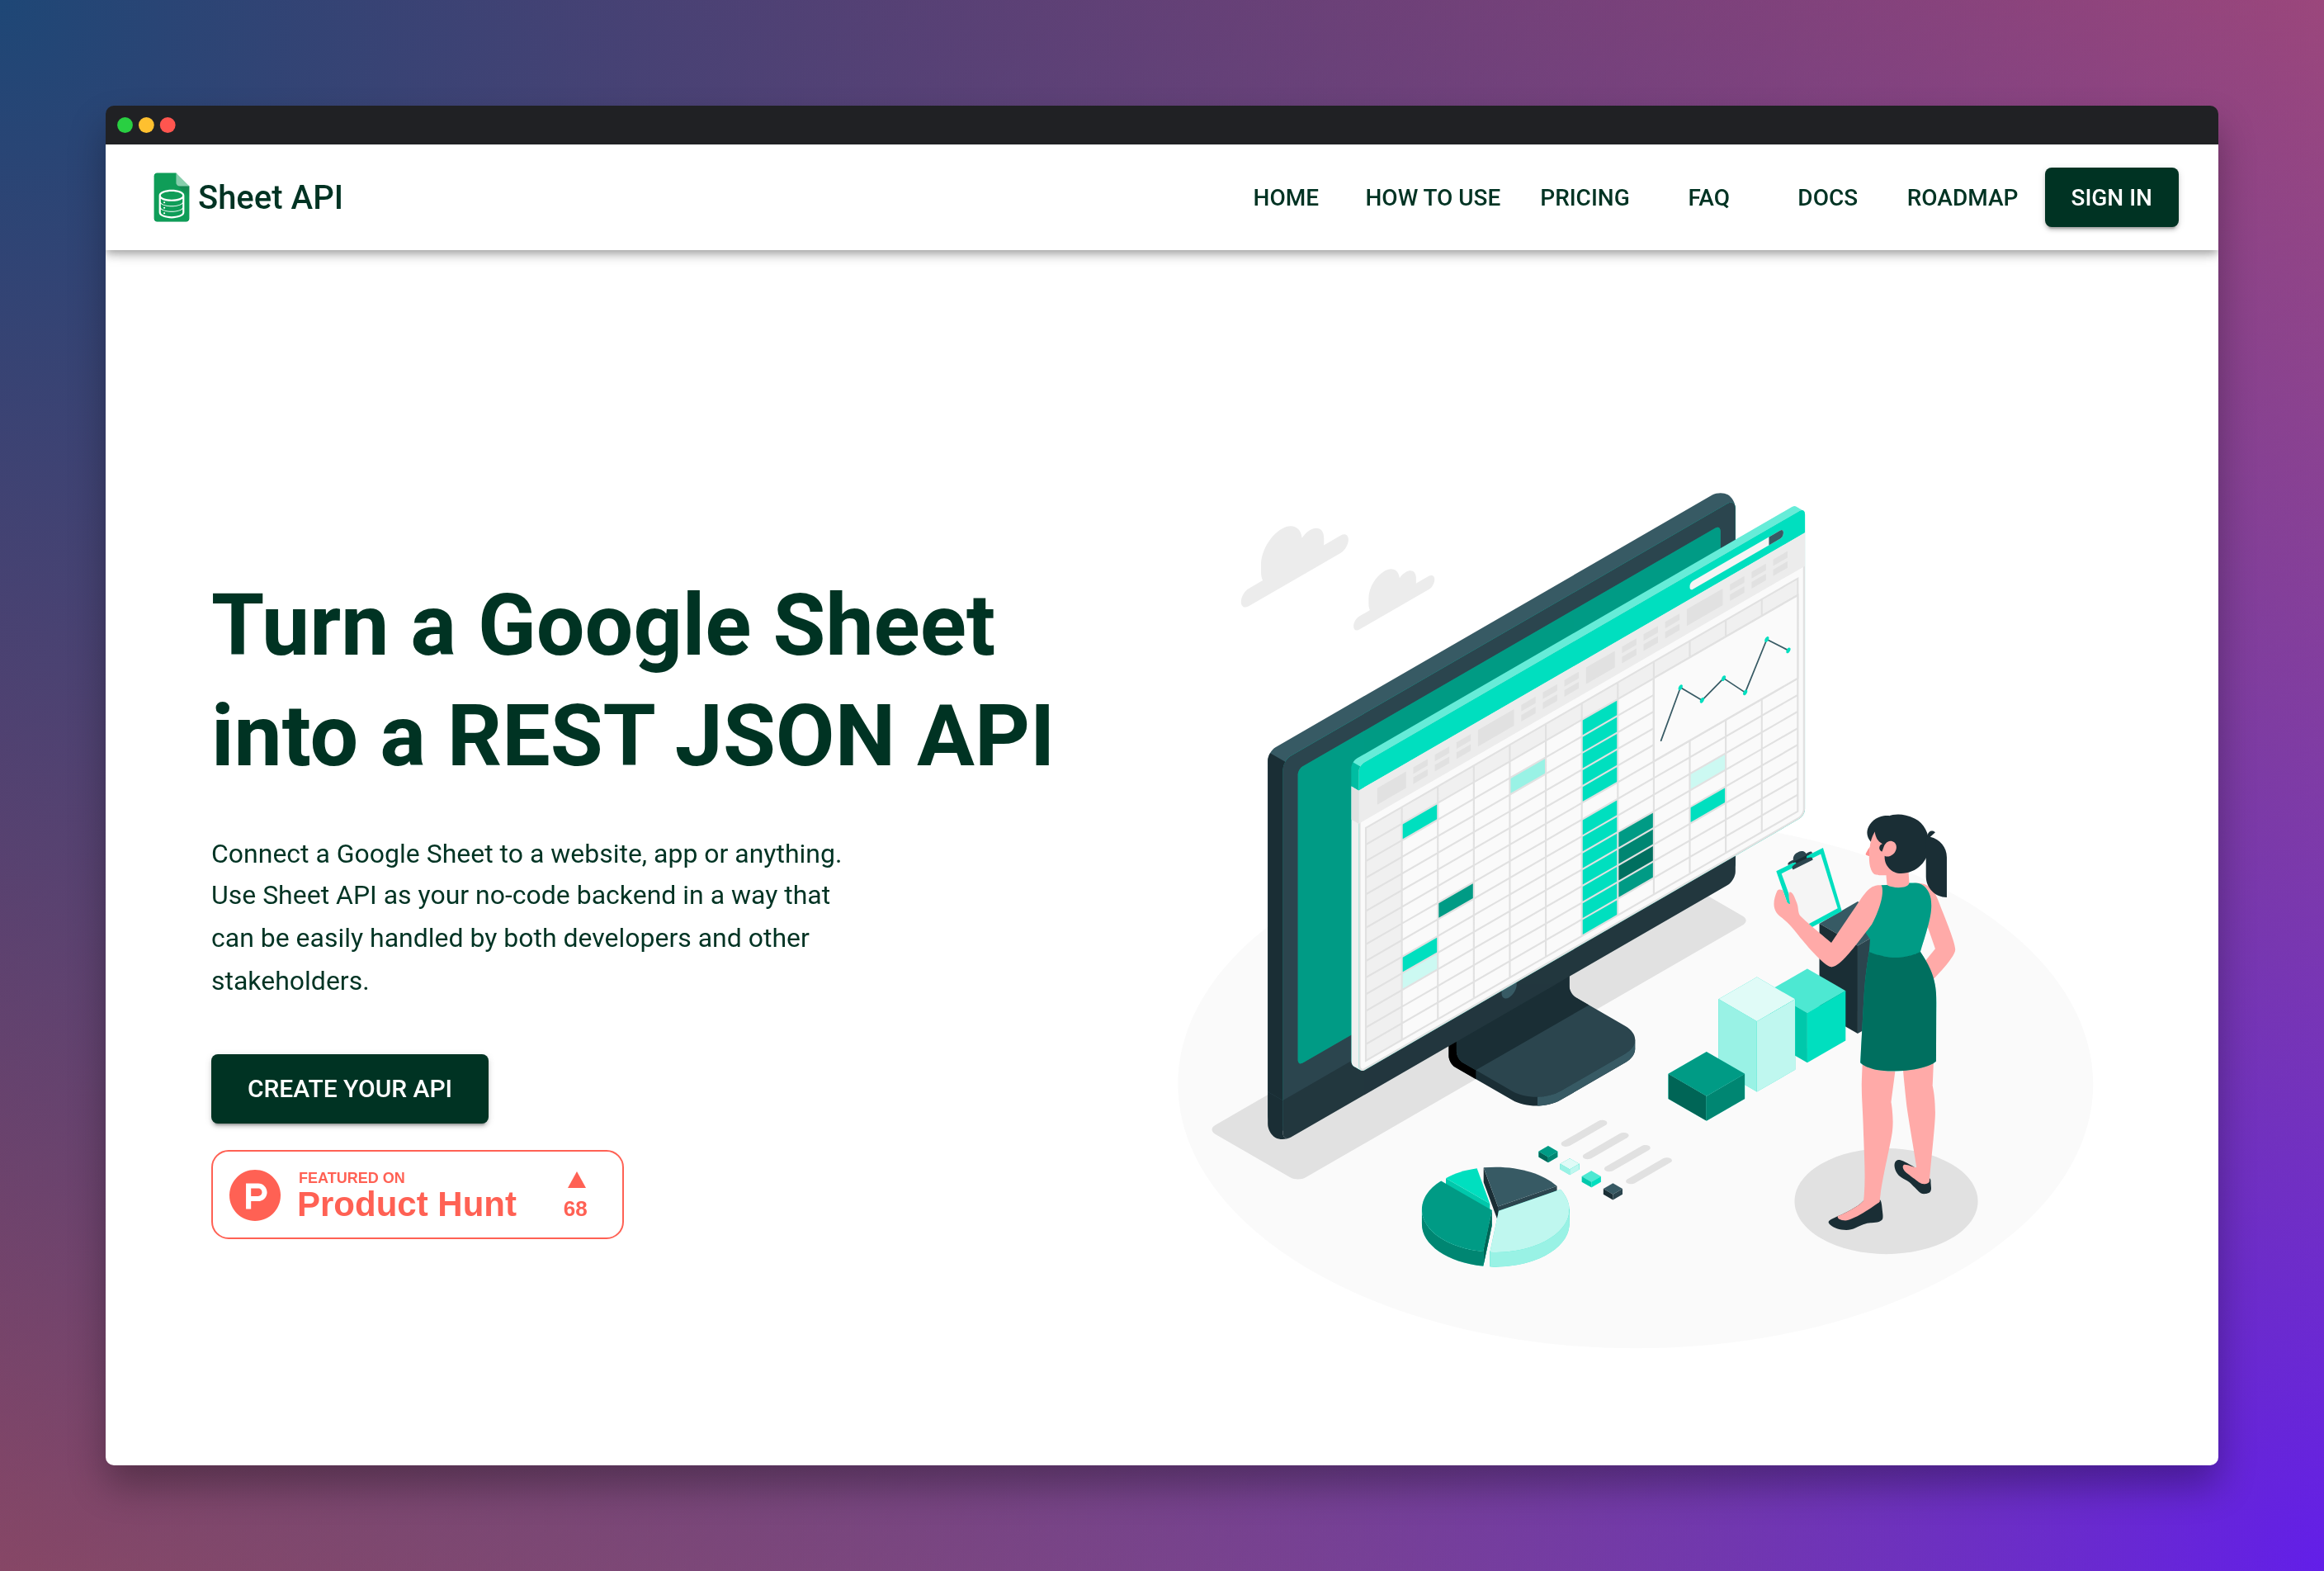 Sheet API
HOME HOW TO USE PRICING FAQ DOCS ROADMAP SIGN IN
Turn a Google Sheet
into a REST JSON API
Connect a Google Sheet to a website, app or anything.
Use Sheet API as your no-code backend in a way that
can be easily handled by both developers and other
stakeholders.
CREATE YOUR API
P
FEATURED ON
Product Hunt
▲
68